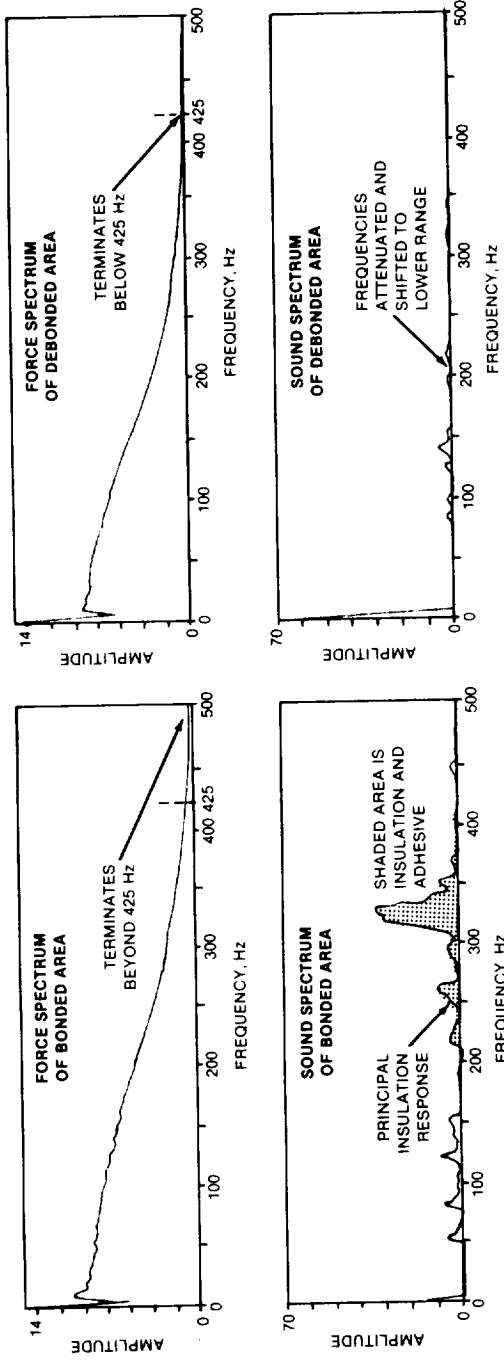 FORCE SPECTRUM
OF BONDED AREA
TERMINATES
BEYOND 425 Hz
14
AMPLITUDE
0
0 100 200 300 400 425 500
FREQUENCY, Hz
FORCE SPECTRUM
OF DEBONDED AREA
TERMINATES
BELOW 425 Hz
14
AMPLITUDE
0
0 100 200 300 400 425 500
FREQUENCY, Hz
SOUND SPECTRUM
OF BONDED AREA
PRINCIPAL
INSULATION
RESPONSE
SHADED AREA IS
INSULATION AND
ADHESIVE
70
AMPLITUDE
0
0 100 200 300 400 500
FREQUENCY, Hz
SOUND SPECTRUM
OF DEBONDED AREA
FREQUENCIES
ATTENUATED AND
SHIFTED TO
LOWER RANGE
70
AMPLITUDE
0
0 100 200 300 400 500
FREQUENCY, Hz